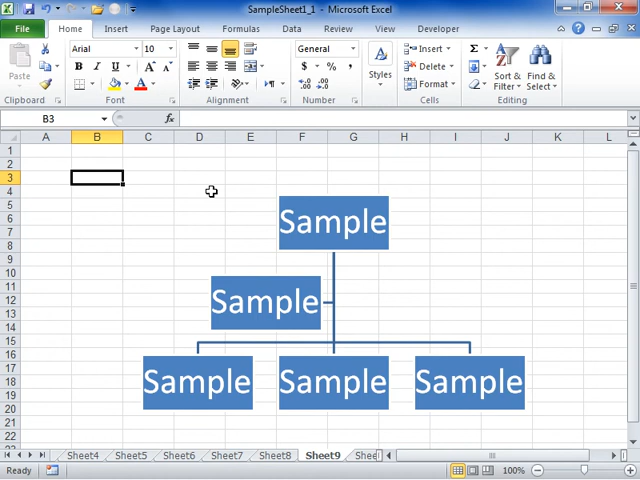 SampleSheet1_1 - Microsoft Excel
File Home Insert Page Layout Formulas Data Review View Developer
Paste
Clipboard
Arial 10
B I U A A
A
Font
Alignment
General
$ % ,
Number
Styles
Insert
Delete
Format
Cells
Σ
Sort & Filter
Find & Select
Editing
B3 fx
A B C D E F G H I J K L
1
2
3
4
5
6
7
8
9
10
11
12
13
14
15
16
17
18
19
20
21
22
23
Sample
Sample
Sample Sample Sample
Sheet4 Sheet5 Sheet6 Sheet7 Sheet8 Sheet9 Shee
Ready 100%